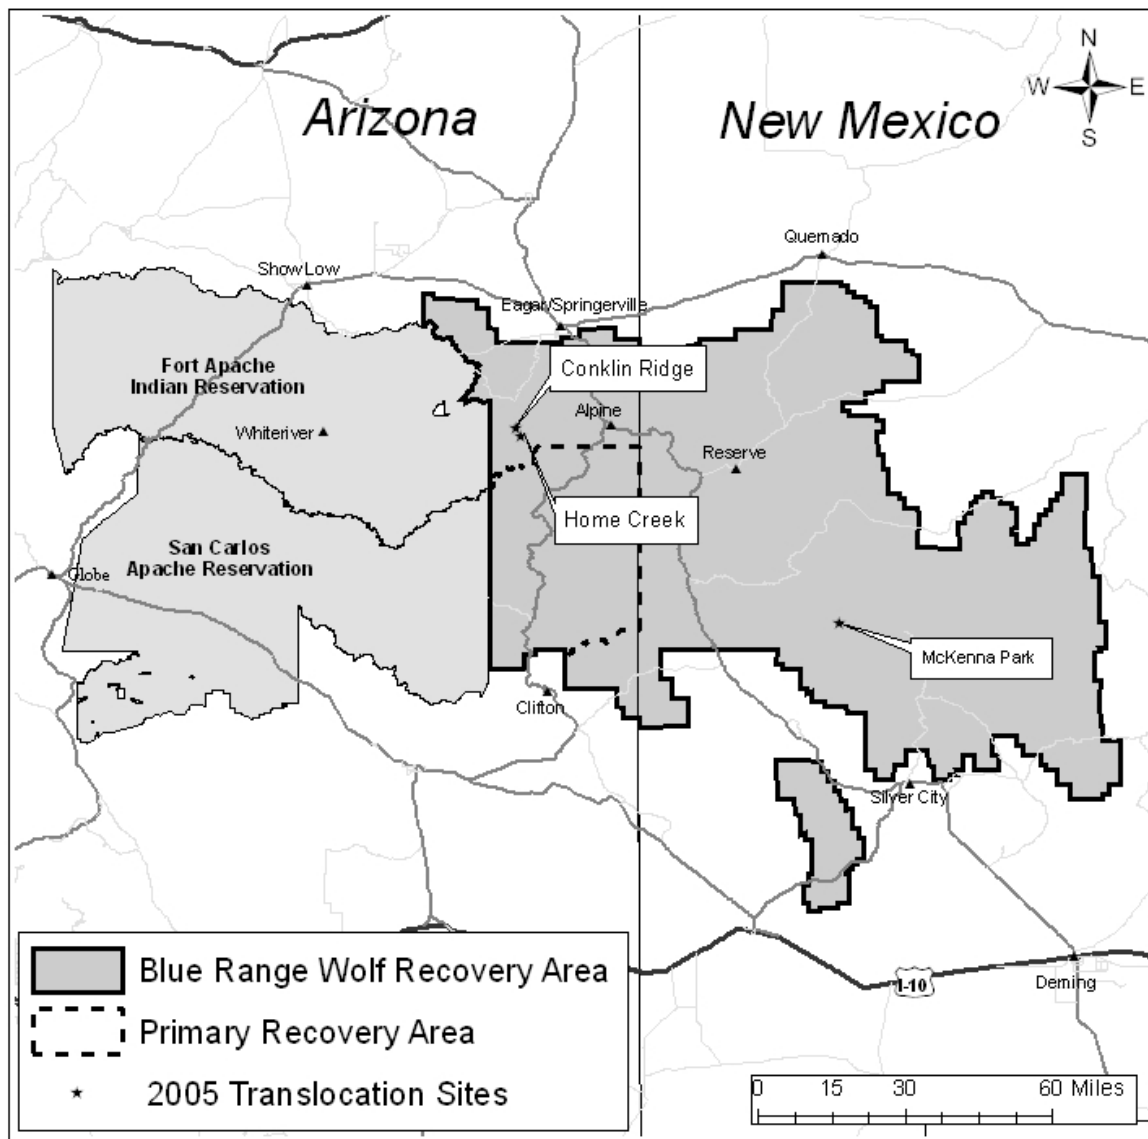 N
W E
S
Arizona
New Mexico
Quemado
Show Low
Eagar/Springerville
Fort Apache
Indian Reservation
Conklin Ridge
Alpine
Whiteriver
Reserve
Home Creek
San Carlos
Apache Reservation
Globe
McKenna Park
Clifton
Silver City
Blue Range Wolf Recovery Area
I-10
Deming
Primary Recovery Area
2005 Translocation Sites
0 15 30 60 Miles